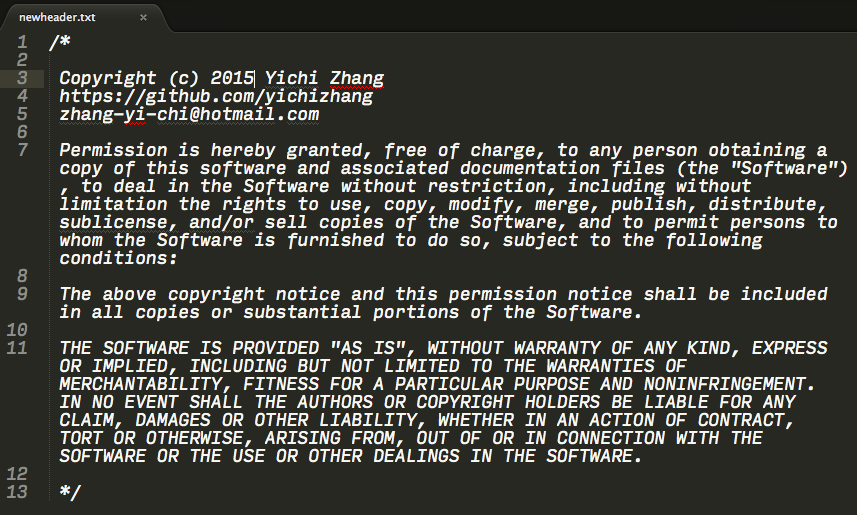 newheader.txt ×
1 /*
2
3 Copyright (c) 2015 Yichi Zhang
4 https://github.com/yichizhang
5 zhang-yi-chi@hotmail.com
6
7 Permission is hereby granted, free of charge, to any person obtaining a
copy of this software and associated documentation files (the "Software")
, to deal in the Software without restriction, including without
limitation the rights to use, copy, modify, merge, publish, distribute,
sublicense, and/or sell copies of the Software, and to permit persons to
whom the Software is furnished to do so, subject to the following
conditions:
8
9 The above copyright notice and this permission notice shall be included
in all copies or substantial portions of the Software.
10
11 THE SOFTWARE IS PROVIDED "AS IS", WITHOUT WARRANTY OF ANY KIND, EXPRESS
OR IMPLIED, INCLUDING BUT NOT LIMITED TO THE WARRANTIES OF
MERCHANTABILITY, FITNESS FOR A PARTICULAR PURPOSE AND NONINFRINGEMENT.
IN NO EVENT SHALL THE AUTHORS OR COPYRIGHT HOLDERS BE LIABLE FOR ANY
CLAIM, DAMAGES OR OTHER LIABILITY, WHETHER IN AN ACTION OF CONTRACT,
TORT OR OTHERWISE, ARISING FROM, OUT OF OR IN CONNECTION WITH THE
SOFTWARE OR THE USE OR OTHER DEALINGS IN THE SOFTWARE.
12
13 */